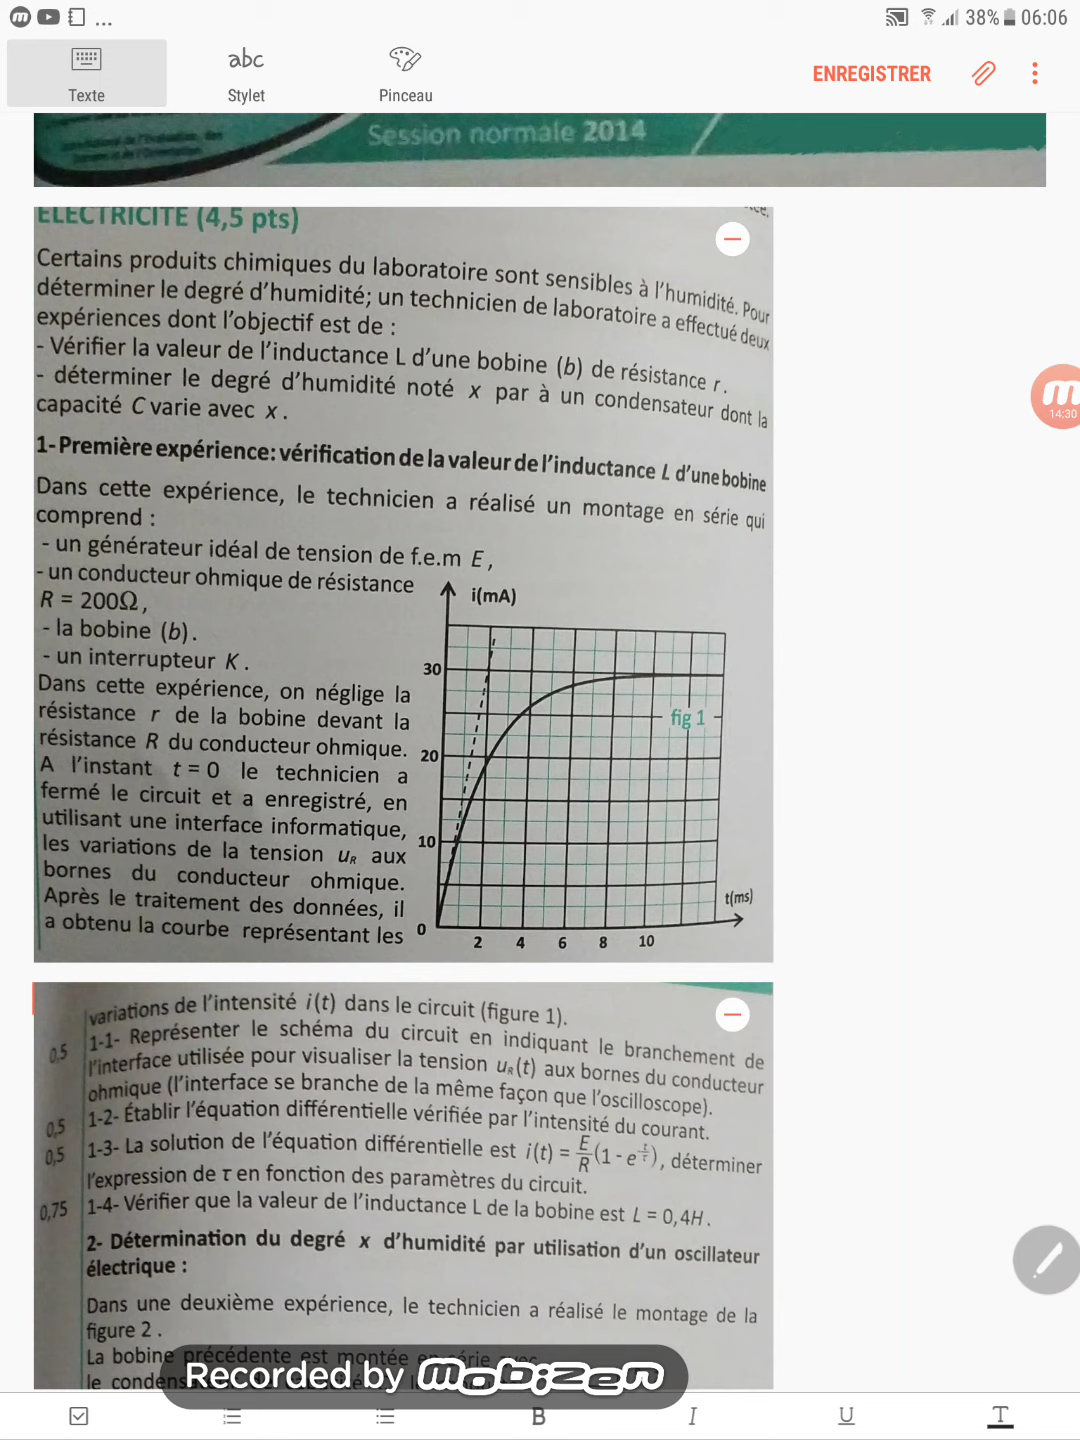 ... 38% 06:06
Texte
abc
Stylet
Pinceau
ENREGISTRER
Session normale 2014
ÉLECTRICITÉ (4,5 pts)
Certains produits chimiques du laboratoire sont sensibles à l'humidité. Pour
déterminer le degré d'humidité; un technicien de laboratoire a effectué deux
expériences dont l'objectif est de :
- Vérifier la valeur de l'inductance L d'une bobine (b) de résistance r.
- déterminer le degré d'humidité noté x par à un condensateur dont la
capacité C varie avec x.
14:30
1- Première expérience: vérification de la valeur de l'inductance L d'une bobine
Dans cette expérience, le technicien a réalisé un montage en série qui
comprend :
- un générateur idéal de tension de f.e.m E,
- un conducteur ohmique de résistance
R = 200Ω,
- la bobine (b).
- un interrupteur K.
Dans cette expérience, on néglige la
résistance r de la bobine devant la
résistance R du conducteur ohmique.
A l'instant t = 0 le technicien a
fermé le circuit et a enregistré, en
utilisant une interface informatique,
les variations de la tension uR aux
bornes du conducteur ohmique.
Après le traitement des données, il
a obtenu la courbe représentant les
i(mA)
30
fig 1
20
10
t(ms)
0 2 4 6 8 10
variations de l'intensité i(t) dans le circuit (figure 1).
0,5 1-1- Représenter le schéma du circuit en indiquant le branchement de
l'interface utilisée pour visualiser la tension uR(t) aux bornes du conducteur
ohmique (l'interface se branche de la même façon que l'oscilloscope).
0,5 1-2- Établir l'équation différentielle vérifiée par l'intensité du courant.
0,5 1-3- La solution de l'équation différentielle est i(t) = E/R (1 - e^(-t/τ)), déterminer
l'expression de τ en fonction des paramètres du circuit.
0,75 1-4- Vérifier que la valeur de l'inductance L de la bobine est L = 0,4H.
2- Détermination du degré x d'humidité par utilisation d'un oscillateur
électrique :
Dans une deuxième expérience, le technicien a réalisé le montage de la
figure 2.
La bobine précédente est montée en série avec
Recorded by mobizen
B I U T